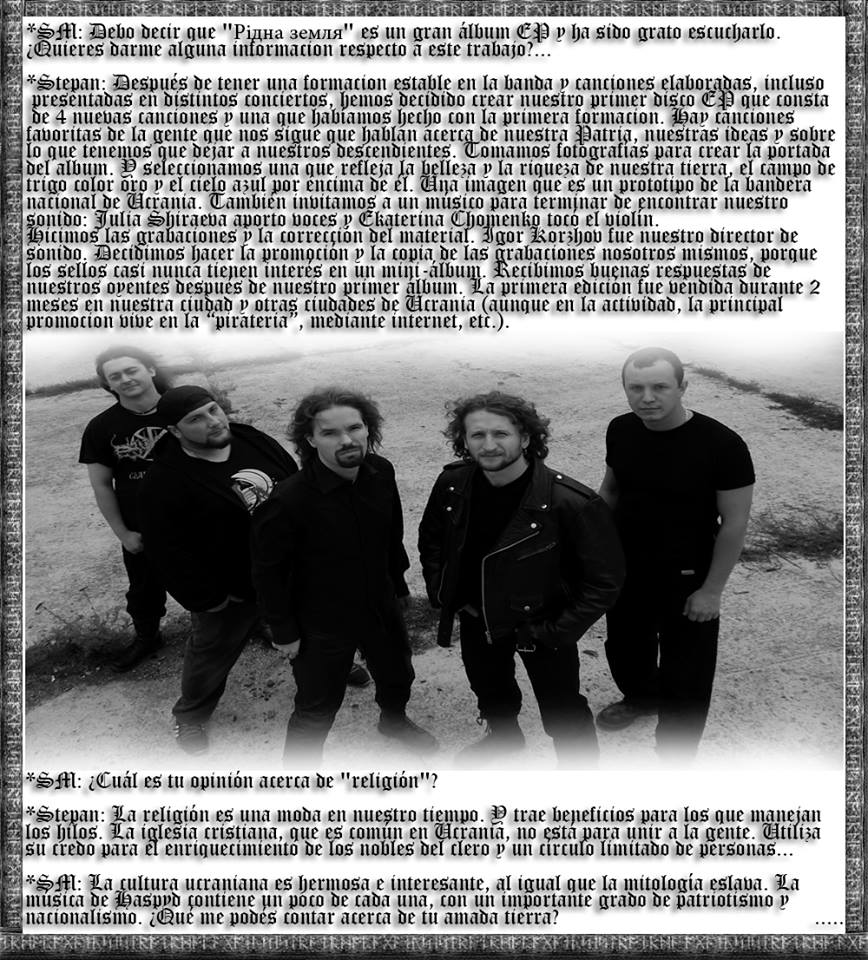 *SM: Debo decir que "Рідна земля" es un gran álbum EP y ha sido grato escucharlo.
¿Quieres darme alguna informacion respecto a este trabajo?...
*Stepan: Después de tener una formacion estable en la banda y canciones elaboradas, incluso
presentadas en distintos conciertos, hemos decidido crear nuestro primer disco EP que consta
de 4 nuevas canciones y una que habíamos hecho con la primera formacion. Hay canciones
favoritas de la gente que nos sigue que hablan acerca de nuestra Patria, nuestras ideas y sobre
lo que tenemos que dejar a nuestros descendientes. Tomamos fotografías para crear la portada
del album. Y seleccionamos una que refleja la belleza y la riqueza de nuestra tierra, el campo de
trigo color oro y el cielo azul por encima de él. Una imagen que es un prototipo de la bandera
nacional de Ucrania. También invitamos a un músico para terminar de encontrar nuestro
sonido: Julia Shiraeva aporto voces y Ekaterina Chomenko tocó el violín.
Hicimos las grabaciones y la corrección del material. Igor Korzhov fue nuestro director de
sonido. Decidimos hacer la promoción y la copia de las grabaciones nosotros mismos, porque
los sellos casi nunca tienen interés en un mini-álbum. Recibimos buenas respuestas de
nuestros oyentes después de nuestro primer álbum. La primera edición fue vendida durante 2
meses en nuestra ciudad y otras ciudades de Ucrania (aunque en la actividad, la principal
promocion vive en la "piratería", mediante internet, etc.).
*SM: ¿Cuál es tu opinión acerca de "religión"?
*Stepan: La religión es una moda en nuestro tiempo. Y trae beneficios para los que manejan
los hilos. La iglesia cristiana, que es común en Ucrania, no está para unir a la gente. Utiliza
su credo para el enriquecimiento de los nobles del clero y un círculo limitado de personas...
*SM: La cultura ucraniana es hermosa e interesante, al igual que la mitología eslava. La
música de Haspyd contiene un poco de cada una, con un importante grado de patriotismo y
nacionalismo. ¿Qué me podés contar acerca de tu amada tierra? .....